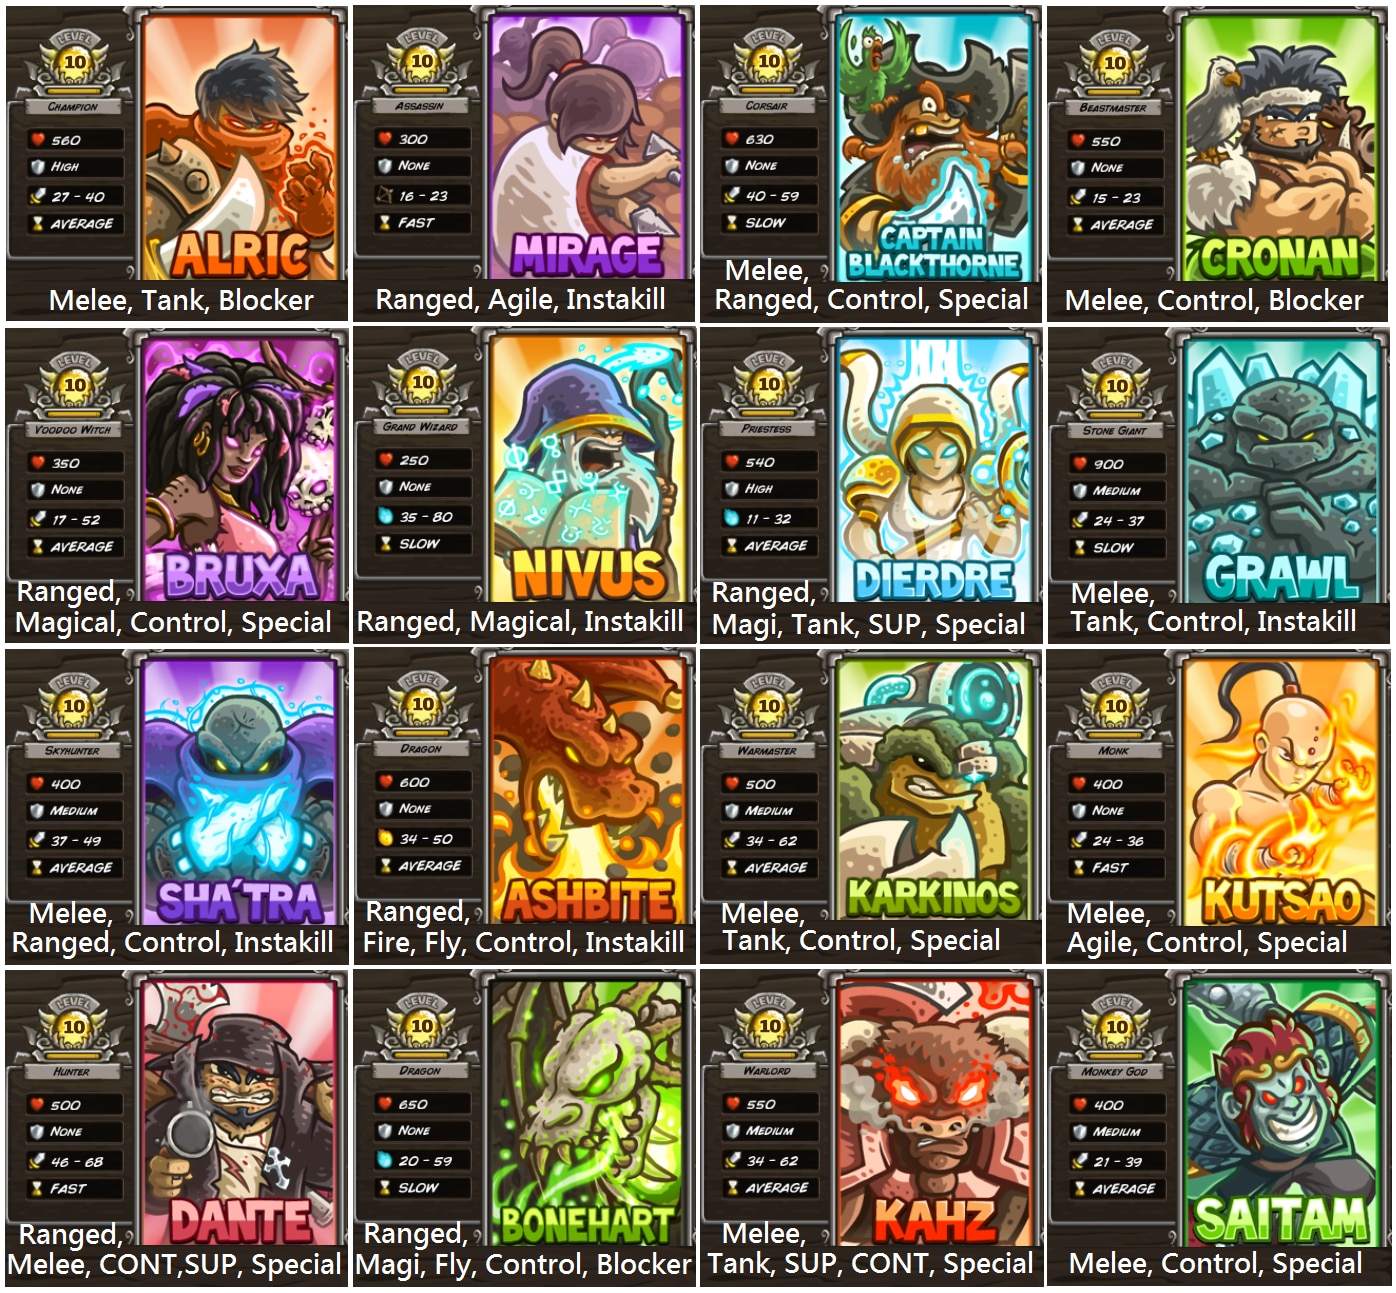 LEVEL
10
CHAMPION
560
HIGH
27 - 40
AVERAGE
ALRIC
Melee, Tank, Blocker
LEVEL
10
ASSASSIN
300
NONE
16 - 23
FAST
MIRAGE
Ranged, Agile, Instakill
LEVEL
10
CORSAIR
630
NONE
40 - 59
SLOW
CAPTAIN
BLACKTHORNE
Melee,
Ranged, Control, Special
LEVEL
10
BEASTMASTER
550
NONE
15 - 23
AVERAGE
CRONAN
Melee, Control, Blocker
LEVEL
10
VOODOO WITCH
350
NONE
17 - 52
AVERAGE
BRUXA
Ranged,
Magical, Control, Special
LEVEL
10
GRAND WIZARD
250
NONE
35 - 80
SLOW
NIVUS
Ranged, Magical, Instakill
LEVEL
10
PRIESTESS
540
HIGH
11 - 32
AVERAGE
DIERDRE
Ranged,
Magi, Tank, SUP, Special
LEVEL
10
STONE GIANT
900
MEDIUM
24 - 37
SLOW
GRAWL
Melee,
Tank, Control, Instakill
LEVEL
10
SKYHUNTER
400
MEDIUM
37 - 49
AVERAGE
SHA'TRA
Melee,
Ranged, Control, Instakill
LEVEL
10
DRAGON
600
NONE
34 - 50
AVERAGE
ASHBITE
Ranged,
Fire, Fly, Control, Instakill
LEVEL
10
WARMASTER
500
MEDIUM
34 - 62
AVERAGE
KARKINOS
Melee,
Tank, Control, Special
LEVEL
10
MONK
400
NONE
24 - 36
FAST
KUTSAO
Melee,
Agile, Control, Special
LEVEL
10
HUNTER
500
NONE
46 - 68
FAST
DANTE
Ranged,
Melee, CONT,SUP, Special
LEVEL
10
DRAGON
650
NONE
20 - 59
SLOW
BONEHART
Ranged,
Magi, Fly, Control, Blocker
LEVEL
10
WARLORD
550
MEDIUM
34 - 62
AVERAGE
KAHZ
Melee,
Tank, SUP, CONT, Special
LEVEL
10
MONKEY GOD
400
MEDIUM
21 - 39
AVERAGE
SAITAM
Melee, Control, Special